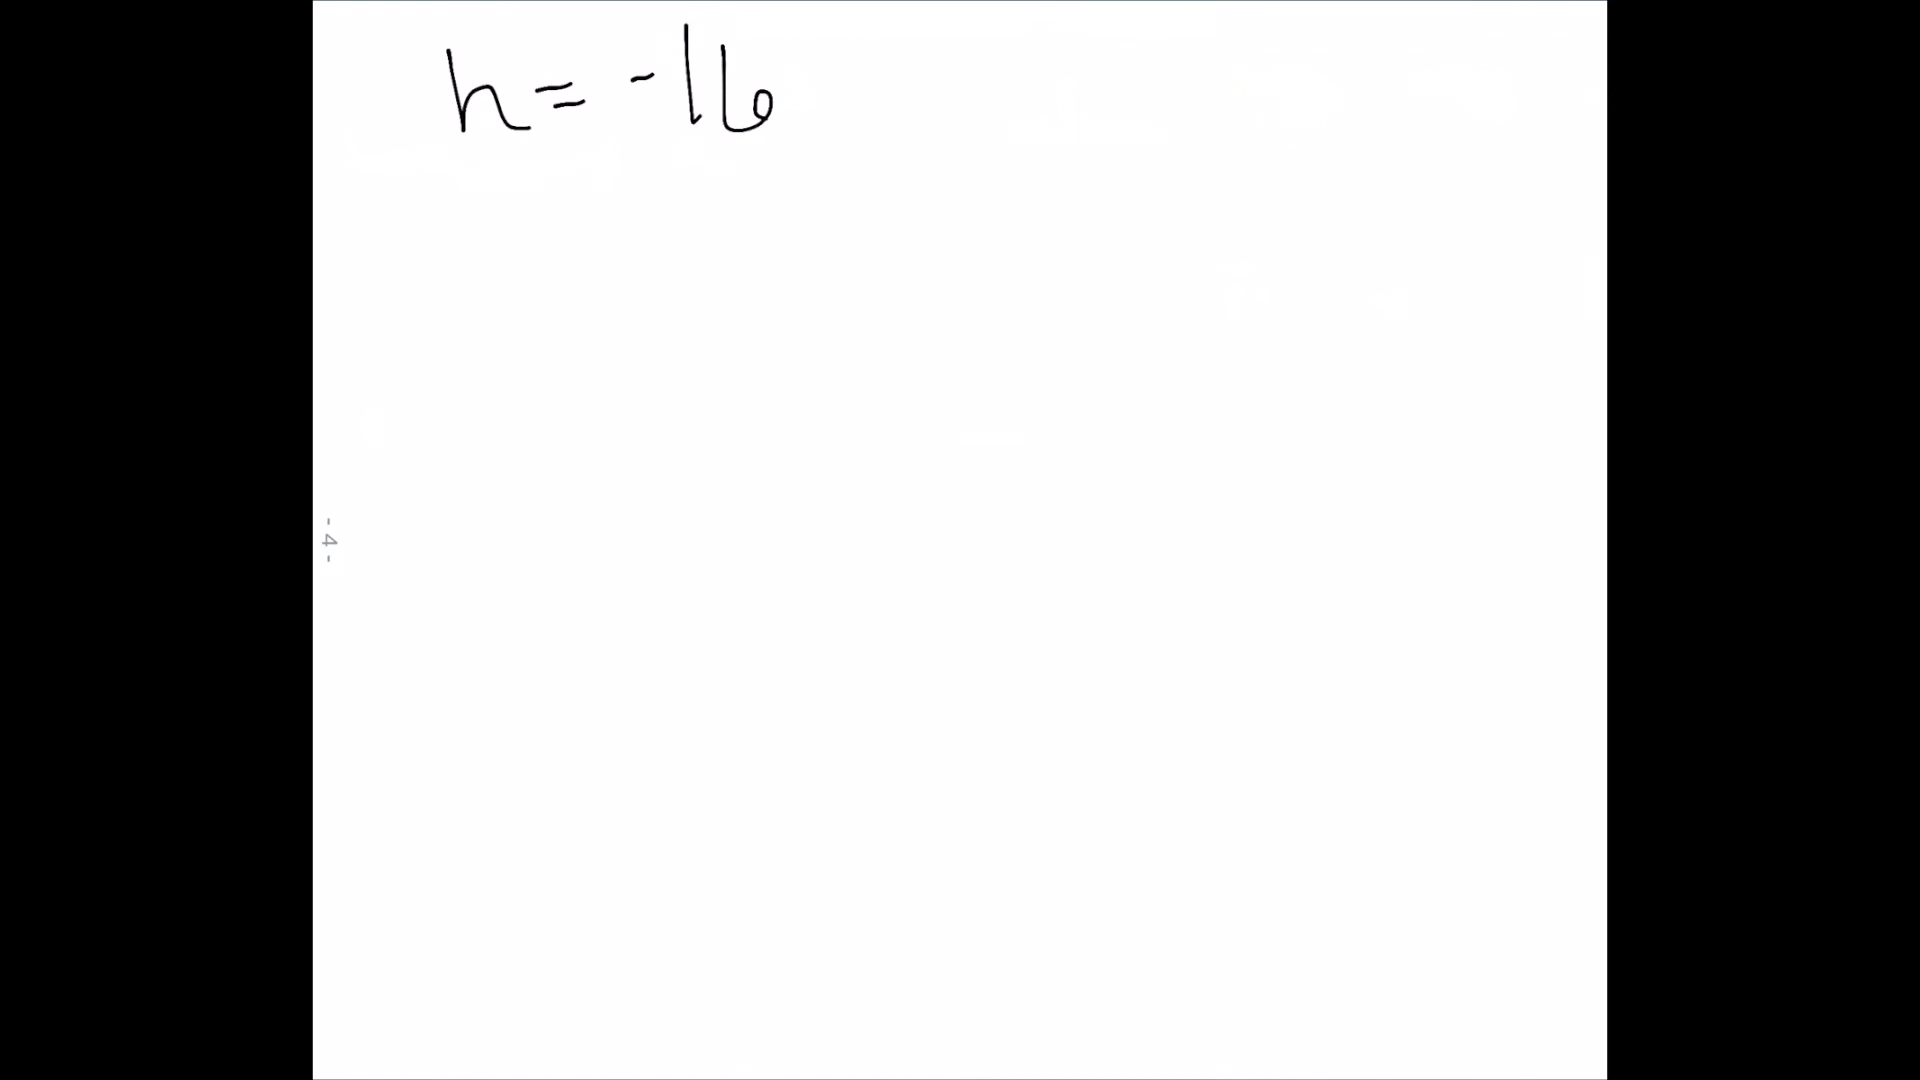 h = -16
- 4 -